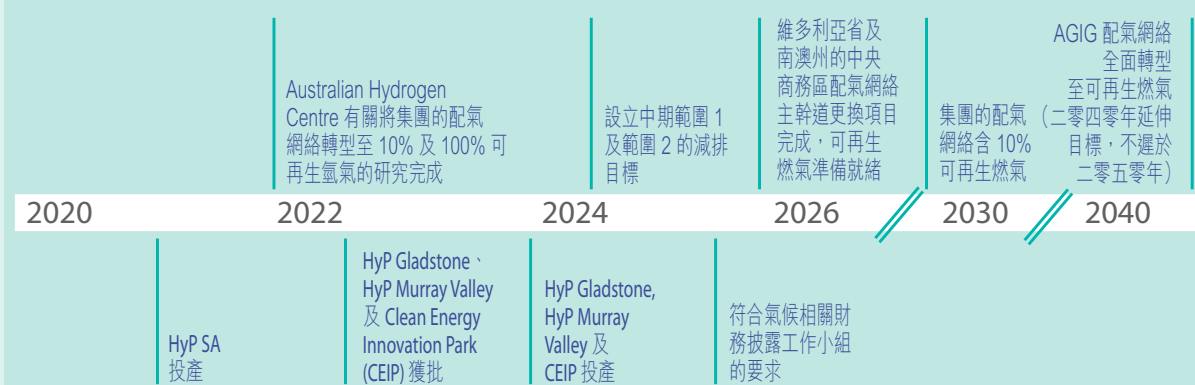 Australian Hydrogen
Centre 有關將集團的配氣
網絡轉型至 10% 及 100% 可
再生氫氣的研究完成
設立中期範圍 1
及範圍 2 的減排
目標
維多利亞省及
南澳州的中央
商務區配氣網絡
主幹道更換項目
完成，可再生
燃氣準備就緒
集團的配氣
網絡含 10%
可再生燃氣
AGIG 配氣網絡
全面轉型
至可再生燃氣
（二零四零年延伸
目標，不遲於
二零五零年）
2020
2022
2024
2026
2030
2040
HyP SA
投產
HyP Gladstone、
HyP Murray Valley
及 Clean Energy
Innovation Park
(CEIP) 獲批
HyP Gladstone,
HyP Murray
Valley 及
CEIP 投產
符合氣候相關財
務披露工作小組
的要求